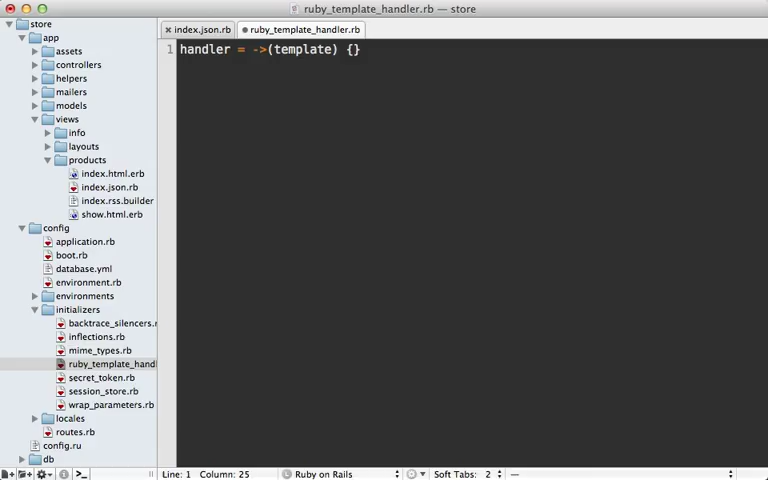 ruby_template_handler.rb — store
store
app
assets
controllers
helpers
mailers
models
views
info
layouts
products
index.html.erb
index.json.rb
index.rss.builder
show.html.erb
config
application.rb
boot.rb
database.yml
environment.rb
environments
initializers
backtrace_silencers.r
inflections.rb
mime_types.rb
ruby_template_handl
secret_token.rb
session_store.rb
wrap_parameters.rb
locales
routes.rb
config.ru
db
index.json.rb
ruby_template_handler.rb
1 handler = ->(template) {}
Line: 1 Column: 25 Ruby on Rails Soft Tabs: 2 —